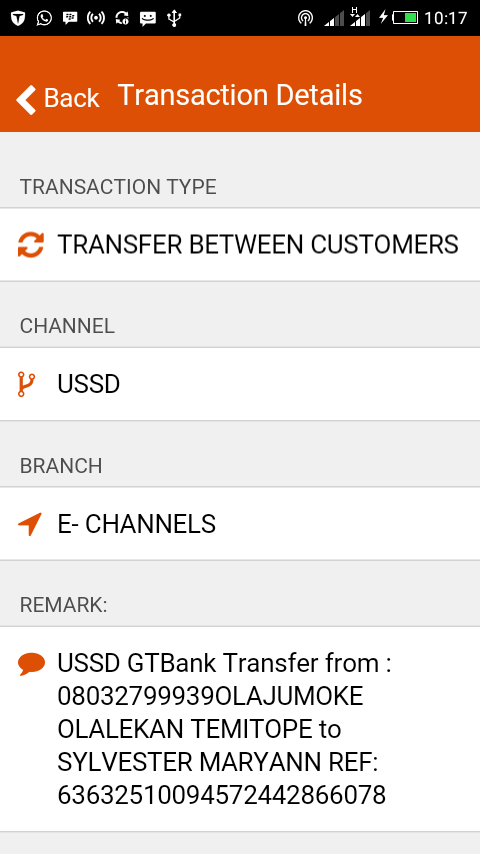 H
10:17
Back Transaction Details
TRANSACTION TYPE
TRANSFER BETWEEN CUSTOMERS
CHANNEL
USSD
BRANCH
E- CHANNELS
REMARK:
USSD GTBank Transfer from :
08032799939OLAJUMOKE
OLALEKAN TEMITOPE to
SYLVESTER MARYANN REF:
63632510094572442866078